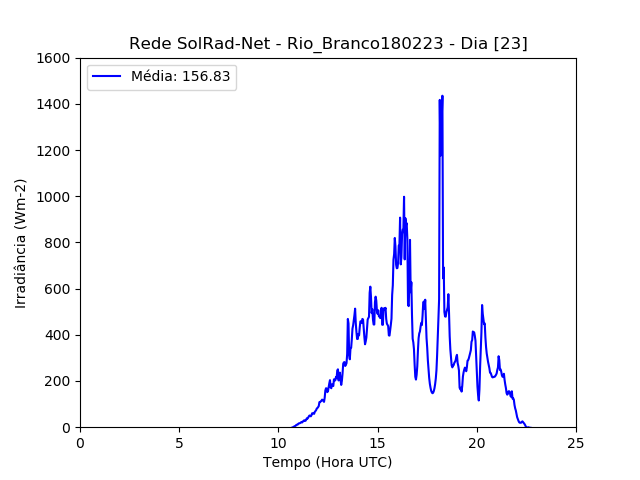 Rede SolRad-Net - Rio_Branco180223 - Dia [23]
Média: 156.83
Irradiância (Wm-2)
1600
1400
1200
1000
800
600
400
200
0
0 5 10 15 20 25
Tempo (Hora UTC)